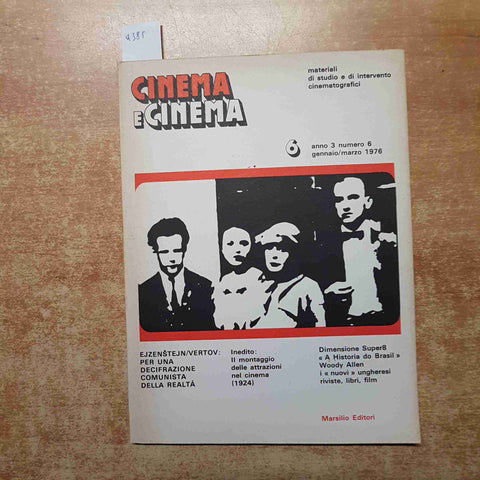 4385
CINEMA
E CINEMA
materiali
di studio e di intervento
cinematografici
6
anno 3 numero 6
gennaio/marzo 1976
EJZENŠTEJN/VERTOV:
PER UNA
DECIFRAZIONE
COMUNISTA
DELLA REALTÁ
Inedito:
Il montaggio
delle attrazioni
nel cinema
(1924)
Dimensione Super8
« A Historia do Brasil »
Woody Allen
i « nuovi » ungheresi
riviste, libri, film
Marsilio Editori